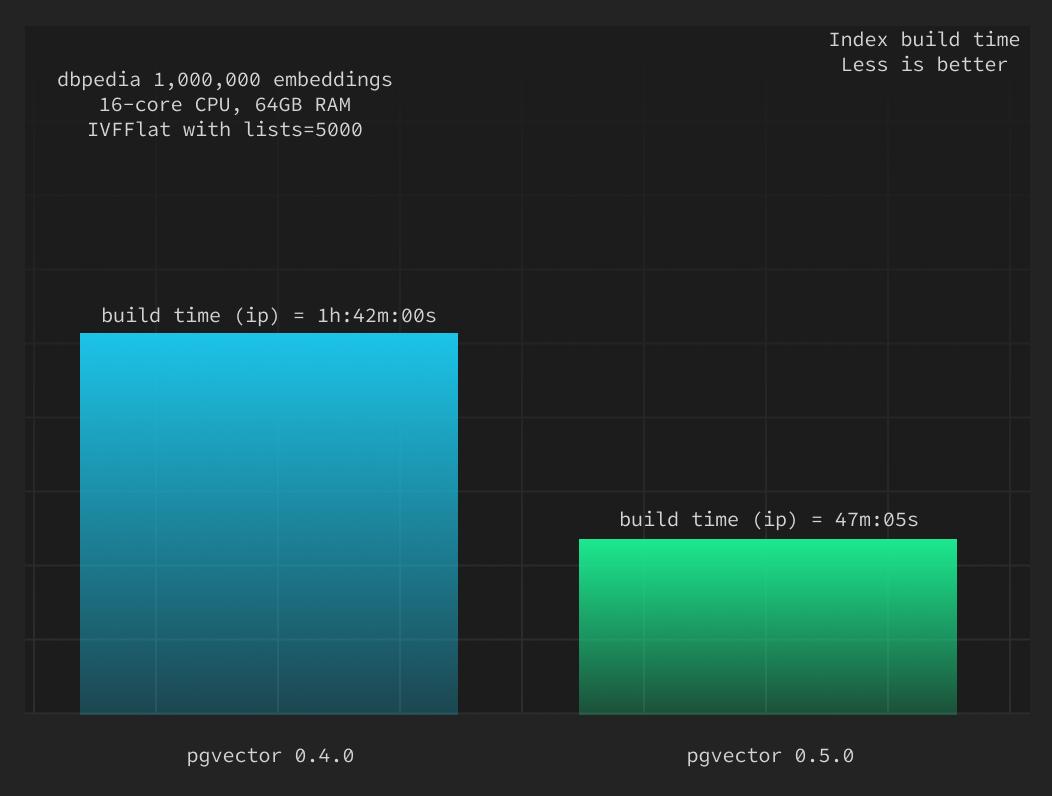 Index build time
Less is better
dbpedia 1,000,000 embeddings
16-core CPU, 64GB RAM
IVFFlat with lists=5000
build time (ip) = 1h:42m:00s
build time (ip) = 47m:05s
pgvector 0.4.0
pgvector 0.5.0